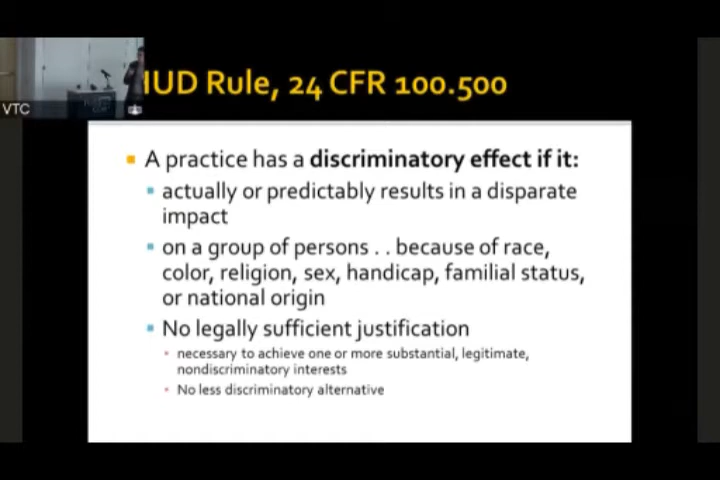 IUD Rule, 24 CFR 100.500
VTC
A practice has a discriminatory effect if it:
actually or predictably results in a disparate
impact
on a group of persons . . because of race,
color, religion, sex, handicap, familial status,
or national origin
No legally sufficient justification
necessary to achieve one or more substantial, legitimate,
nondiscriminatory interests
No less discriminatory alternative